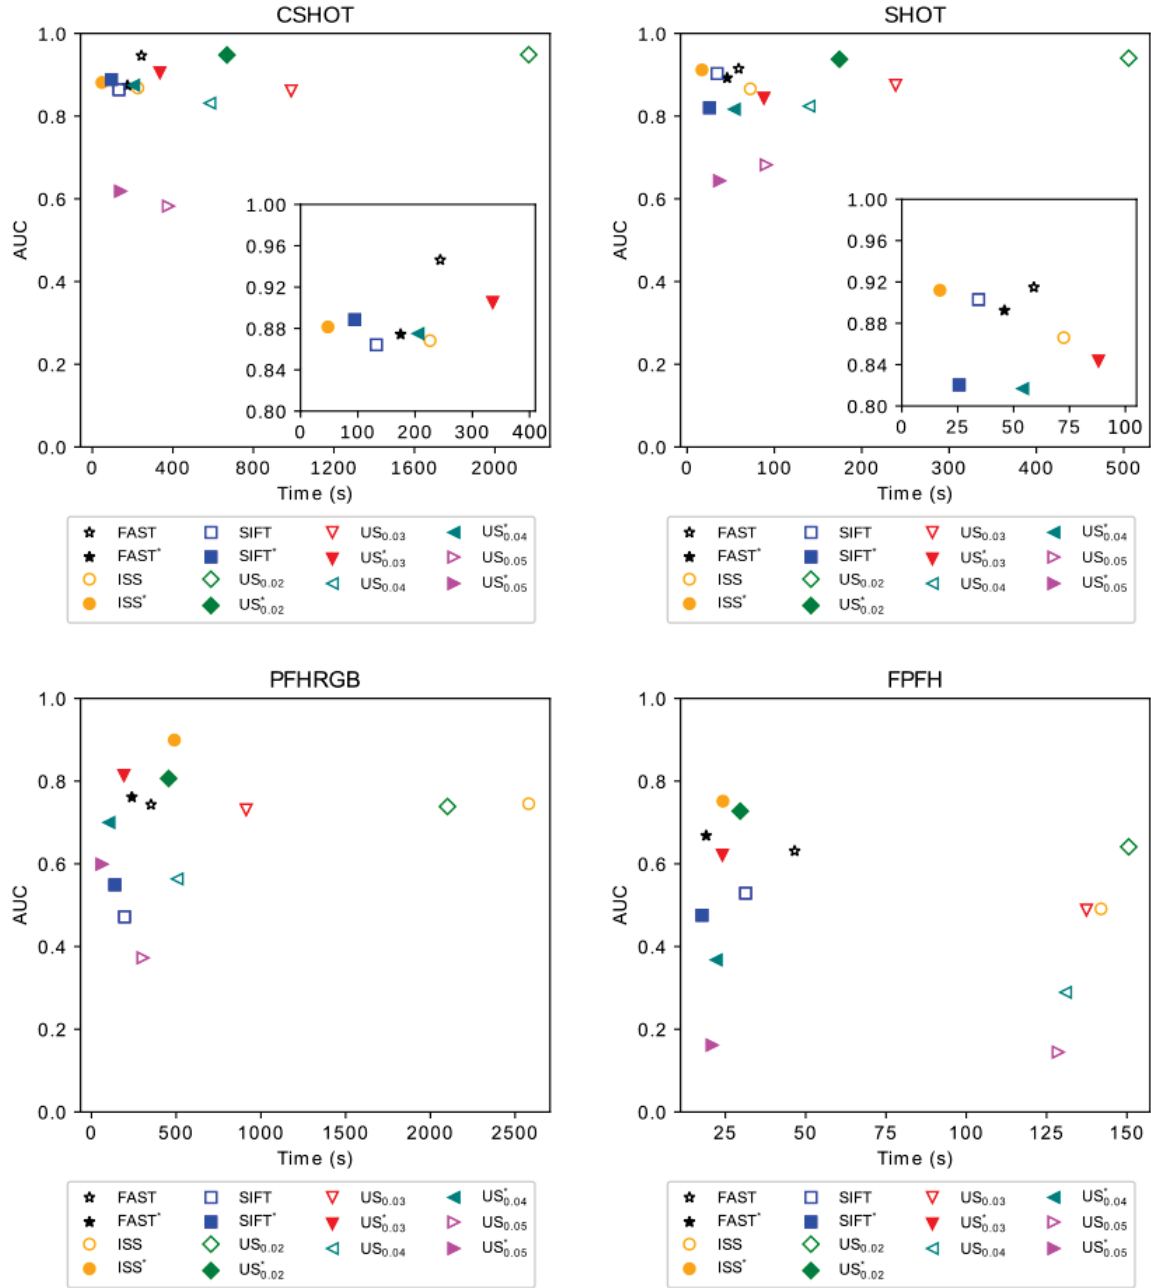 CSHOT
1.0
0.8
0.6
0.4
0.2
0.0
AUC
1.00
0.96
0.92
0.88
0.84
0.80
0 100 200 300 400
0 400 800 1200 1600 2000
Time (s)
FAST SIFT US0.03 US*0.04
FAST* SIFT* US*0.03 US0.05
ISS US0.02 US0.04 US*0.05
ISS* US*0.02
SHOT
1.0
0.8
0.6
0.4
0.2
0.0
AUC
1.00
0.96
0.92
0.88
0.84
0.80
0 25 50 75 100
0 100 200 300 400 500
Time (s)
FAST SIFT US0.03 US*0.04
FAST* SIFT* US*0.03 US0.05
ISS US0.02 US0.04 US*0.05
ISS* US*0.02
PFHRGB
1.0
0.8
0.6
0.4
0.2
0.0
AUC
0 500 1000 1500 2000 2500
Time (s)
FAST SIFT US0.03 US*0.04
FAST* SIFT* US*0.03 US0.05
ISS US0.02 US0.04 US*0.05
ISS* US*0.02
FPFH
1.0
0.8
0.6
0.4
0.2
0.0
AUC
25 50 75 100 125 150
Time (s)
FAST SIFT US0.03 US*0.04
FAST* SIFT* US*0.03 US0.05
ISS US0.02 US0.04 US*0.05
ISS* US*0.02